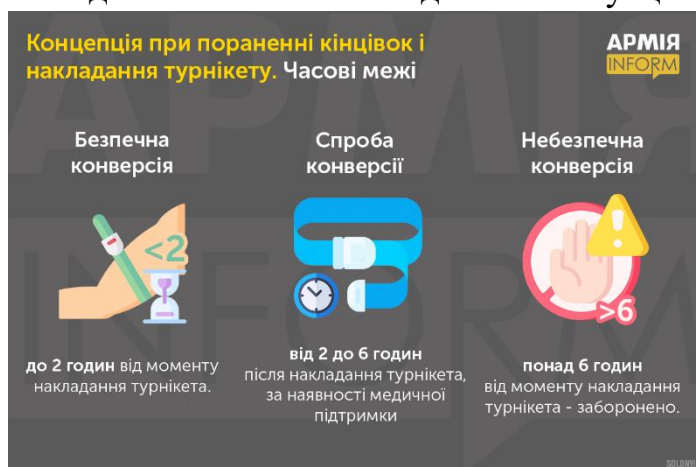 Концепція при пораненні кінцівок і
накладання турнікету. Часові межі
АРМІЯ
INFORM
Безпечна
конверсія
Спроба
конверсії
Небезпечна
конверсія
<2
>6
до 2 годин від моменту
накладання турнікета.
від 2 до 6 годин
після накладання турнікета,
за наявності медичної
підтримки
понад 6 годин
від моменту накладання
турнікета - заборонено.